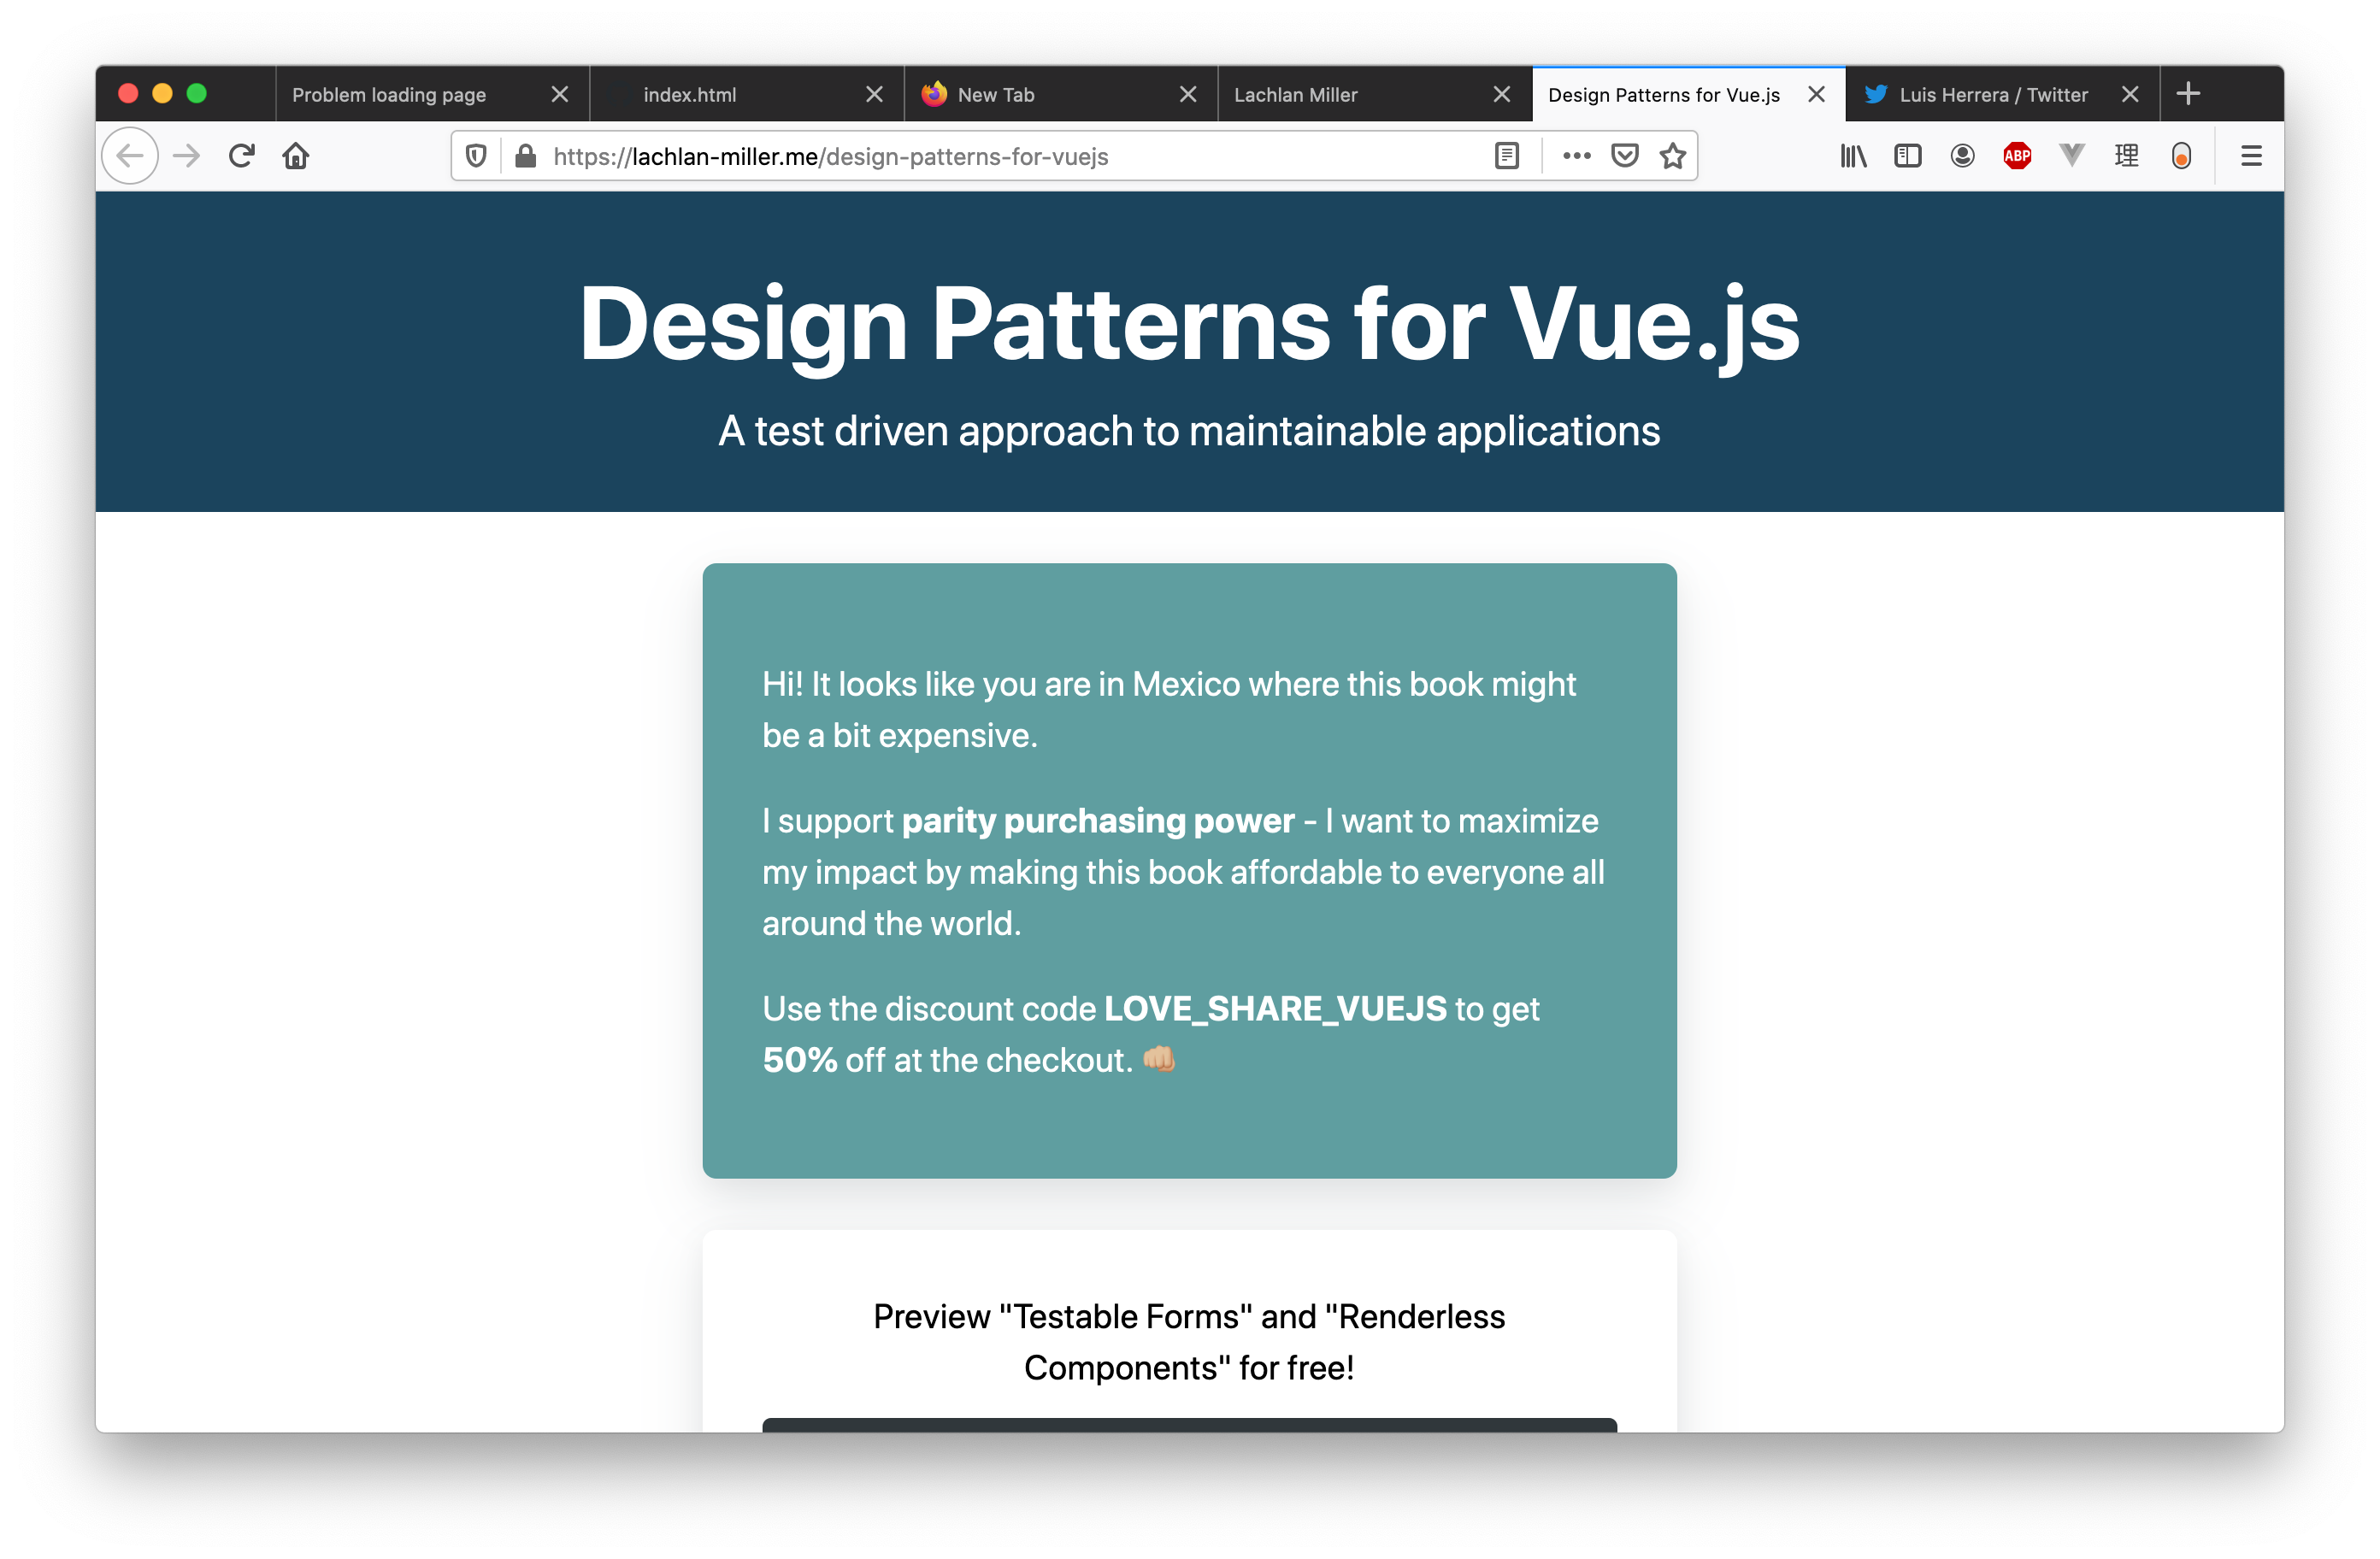 Problem loading page
index.html
New Tab
Lachlan Miller
Design Patterns for Vue.js
Luis Herrera / Twitter
https://lachlan-miller.me/design-patterns-for-vuejs
ABP
理
Design Patterns for Vue.js
A test driven approach to maintainable applications
Hi! It looks like you are in Mexico where this book might
be a bit expensive.
I support parity purchasing power - I want to maximize
my impact by making this book affordable to everyone all
around the world.
Use the discount code LOVE_SHARE_VUEJS to get
50% off at the checkout. 👊🏼
Preview "Testable Forms" and "Renderless
Components" for free!